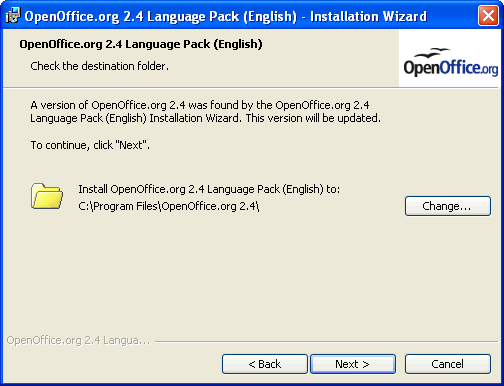 OpenOffice.org 2.4 Language Pack (English) - Installation Wizard
OpenOffice.org 2.4 Language Pack (English)
Check the destination folder.
OpenOffice.org
A version of OpenOffice.org 2.4 was found by the OpenOffice.org 2.4
Language Pack (English) Installation Wizard. This version will be updated.
To continue, click "Next".
Install OpenOffice.org 2.4 Language Pack (English) to:
C:\Program Files\OpenOffice.org 2.4\
Change...
OpenOffice.org 2.4 Langua...
< Back
Next >
Cancel